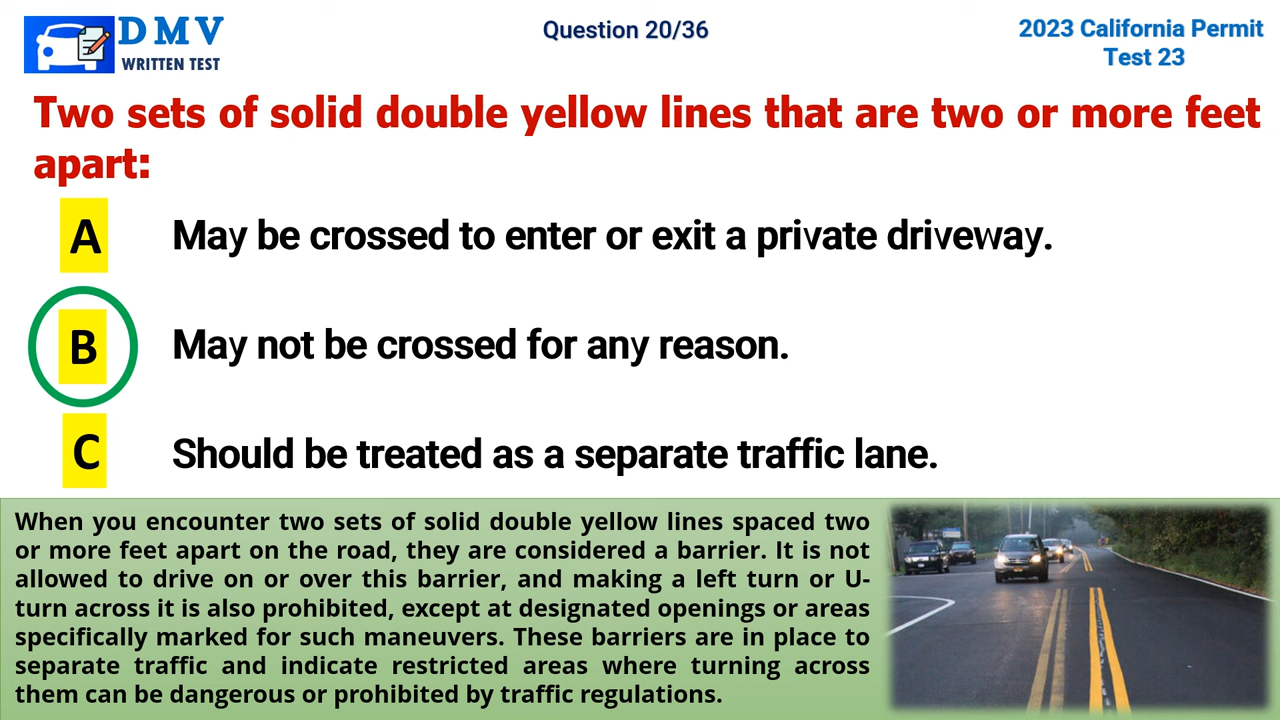 DMV
WRITTEN TEST
Question 20/36
2023 California Permit
Test 23
Two sets of solid double yellow lines that are two or more feet
apart:
A May be crossed to enter or exit a private driveway.
B May not be crossed for any reason.
C Should be treated as a separate traffic lane.
When you encounter two sets of solid double yellow lines spaced two
or more feet apart on the road, they are considered a barrier. It is not
allowed to drive on or over this barrier, and making a left turn or U-
turn across it is also prohibited, except at designated openings or areas
specifically marked for such maneuvers. These barriers are in place to
separate traffic and indicate restricted areas where turning across
them can be dangerous or prohibited by traffic regulations.